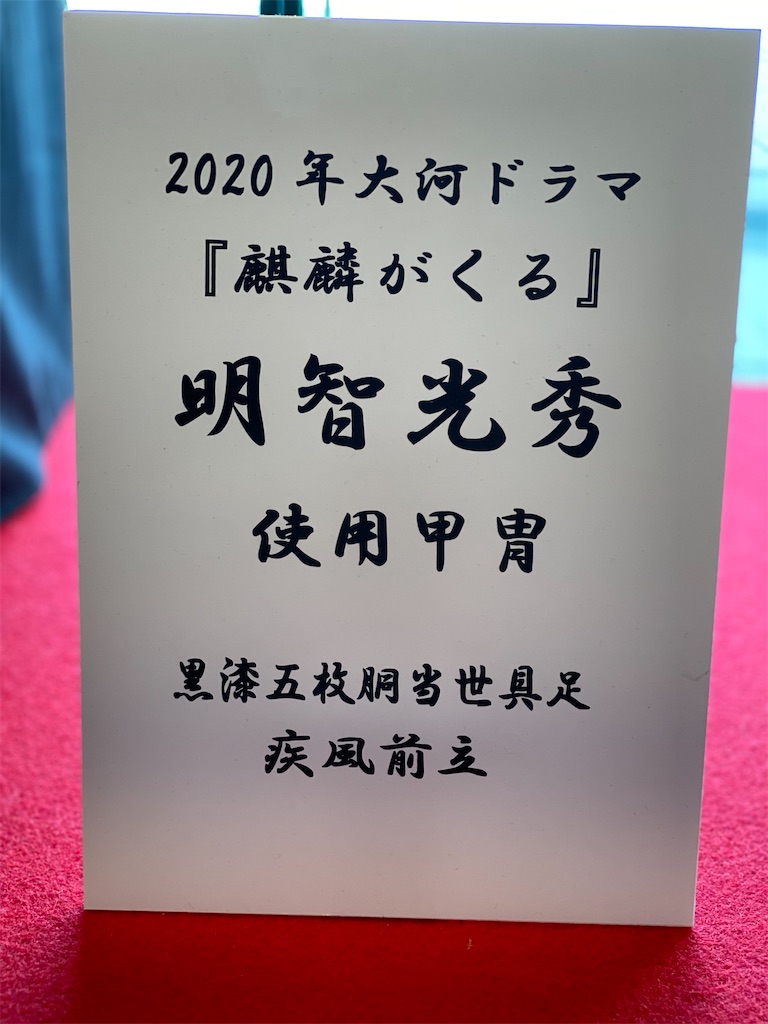 2020年大河ドラマ
『麒麟がくる』
明智光秀
使用甲冑
黒漆五枚胴当世具足
疾風前立